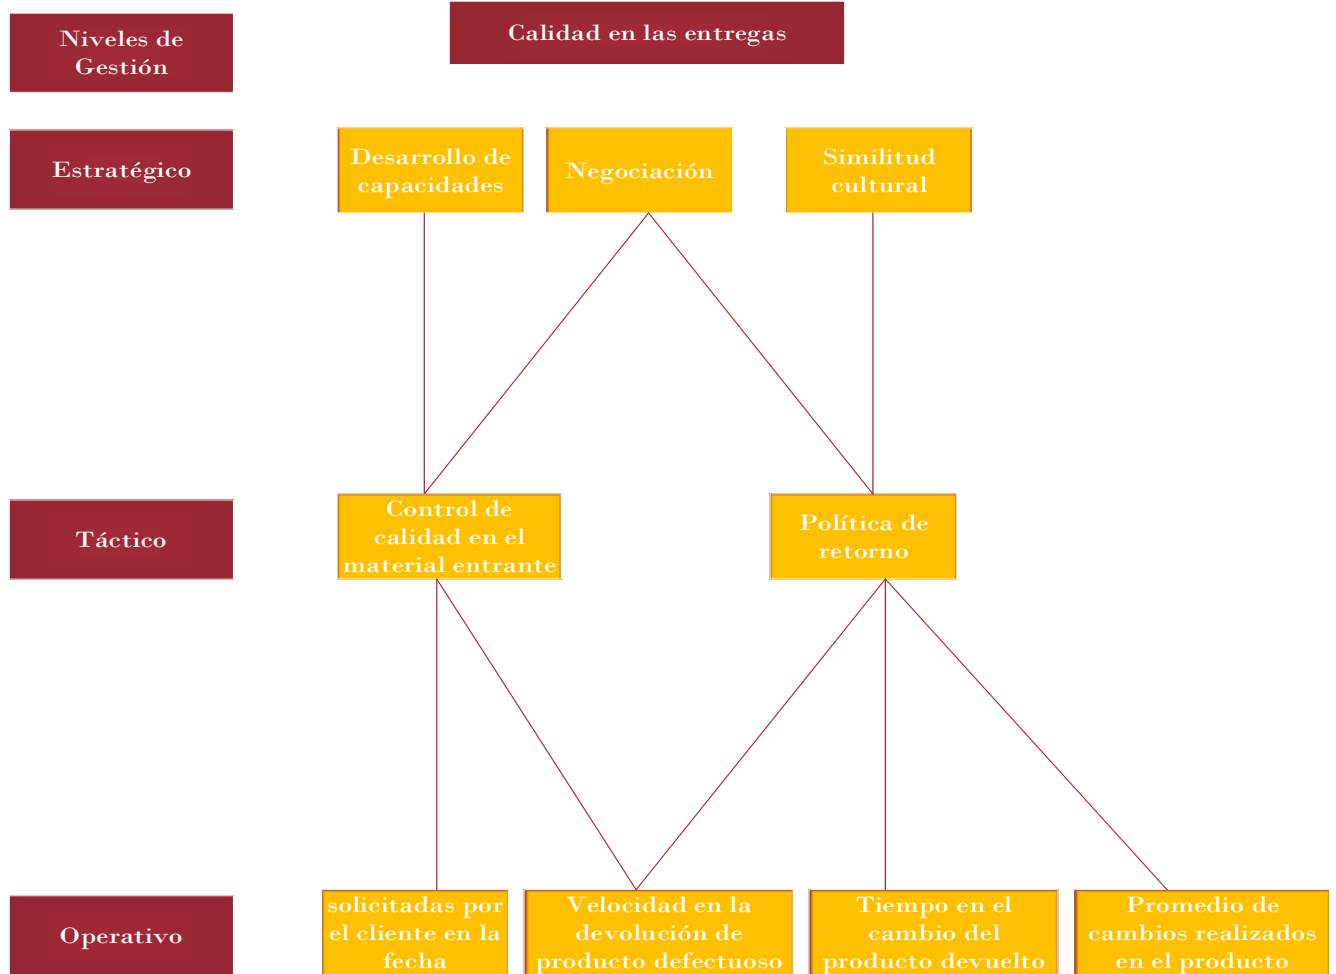 Niveles de
Gestión
Calidad en las entregas
Estratégico
Desarrollo de
capacidades
Negociación
Similitud
cultural
Táctico
Control de
calidad en el
material entrante
Política de
retorno
Operativo
solicitadas por
el cliente en la
fecha
Velocidad en la
devolución de
producto defectuoso
Tiempo en el
cambio del
producto devuelto
Promedio de
cambios realizados
en el producto